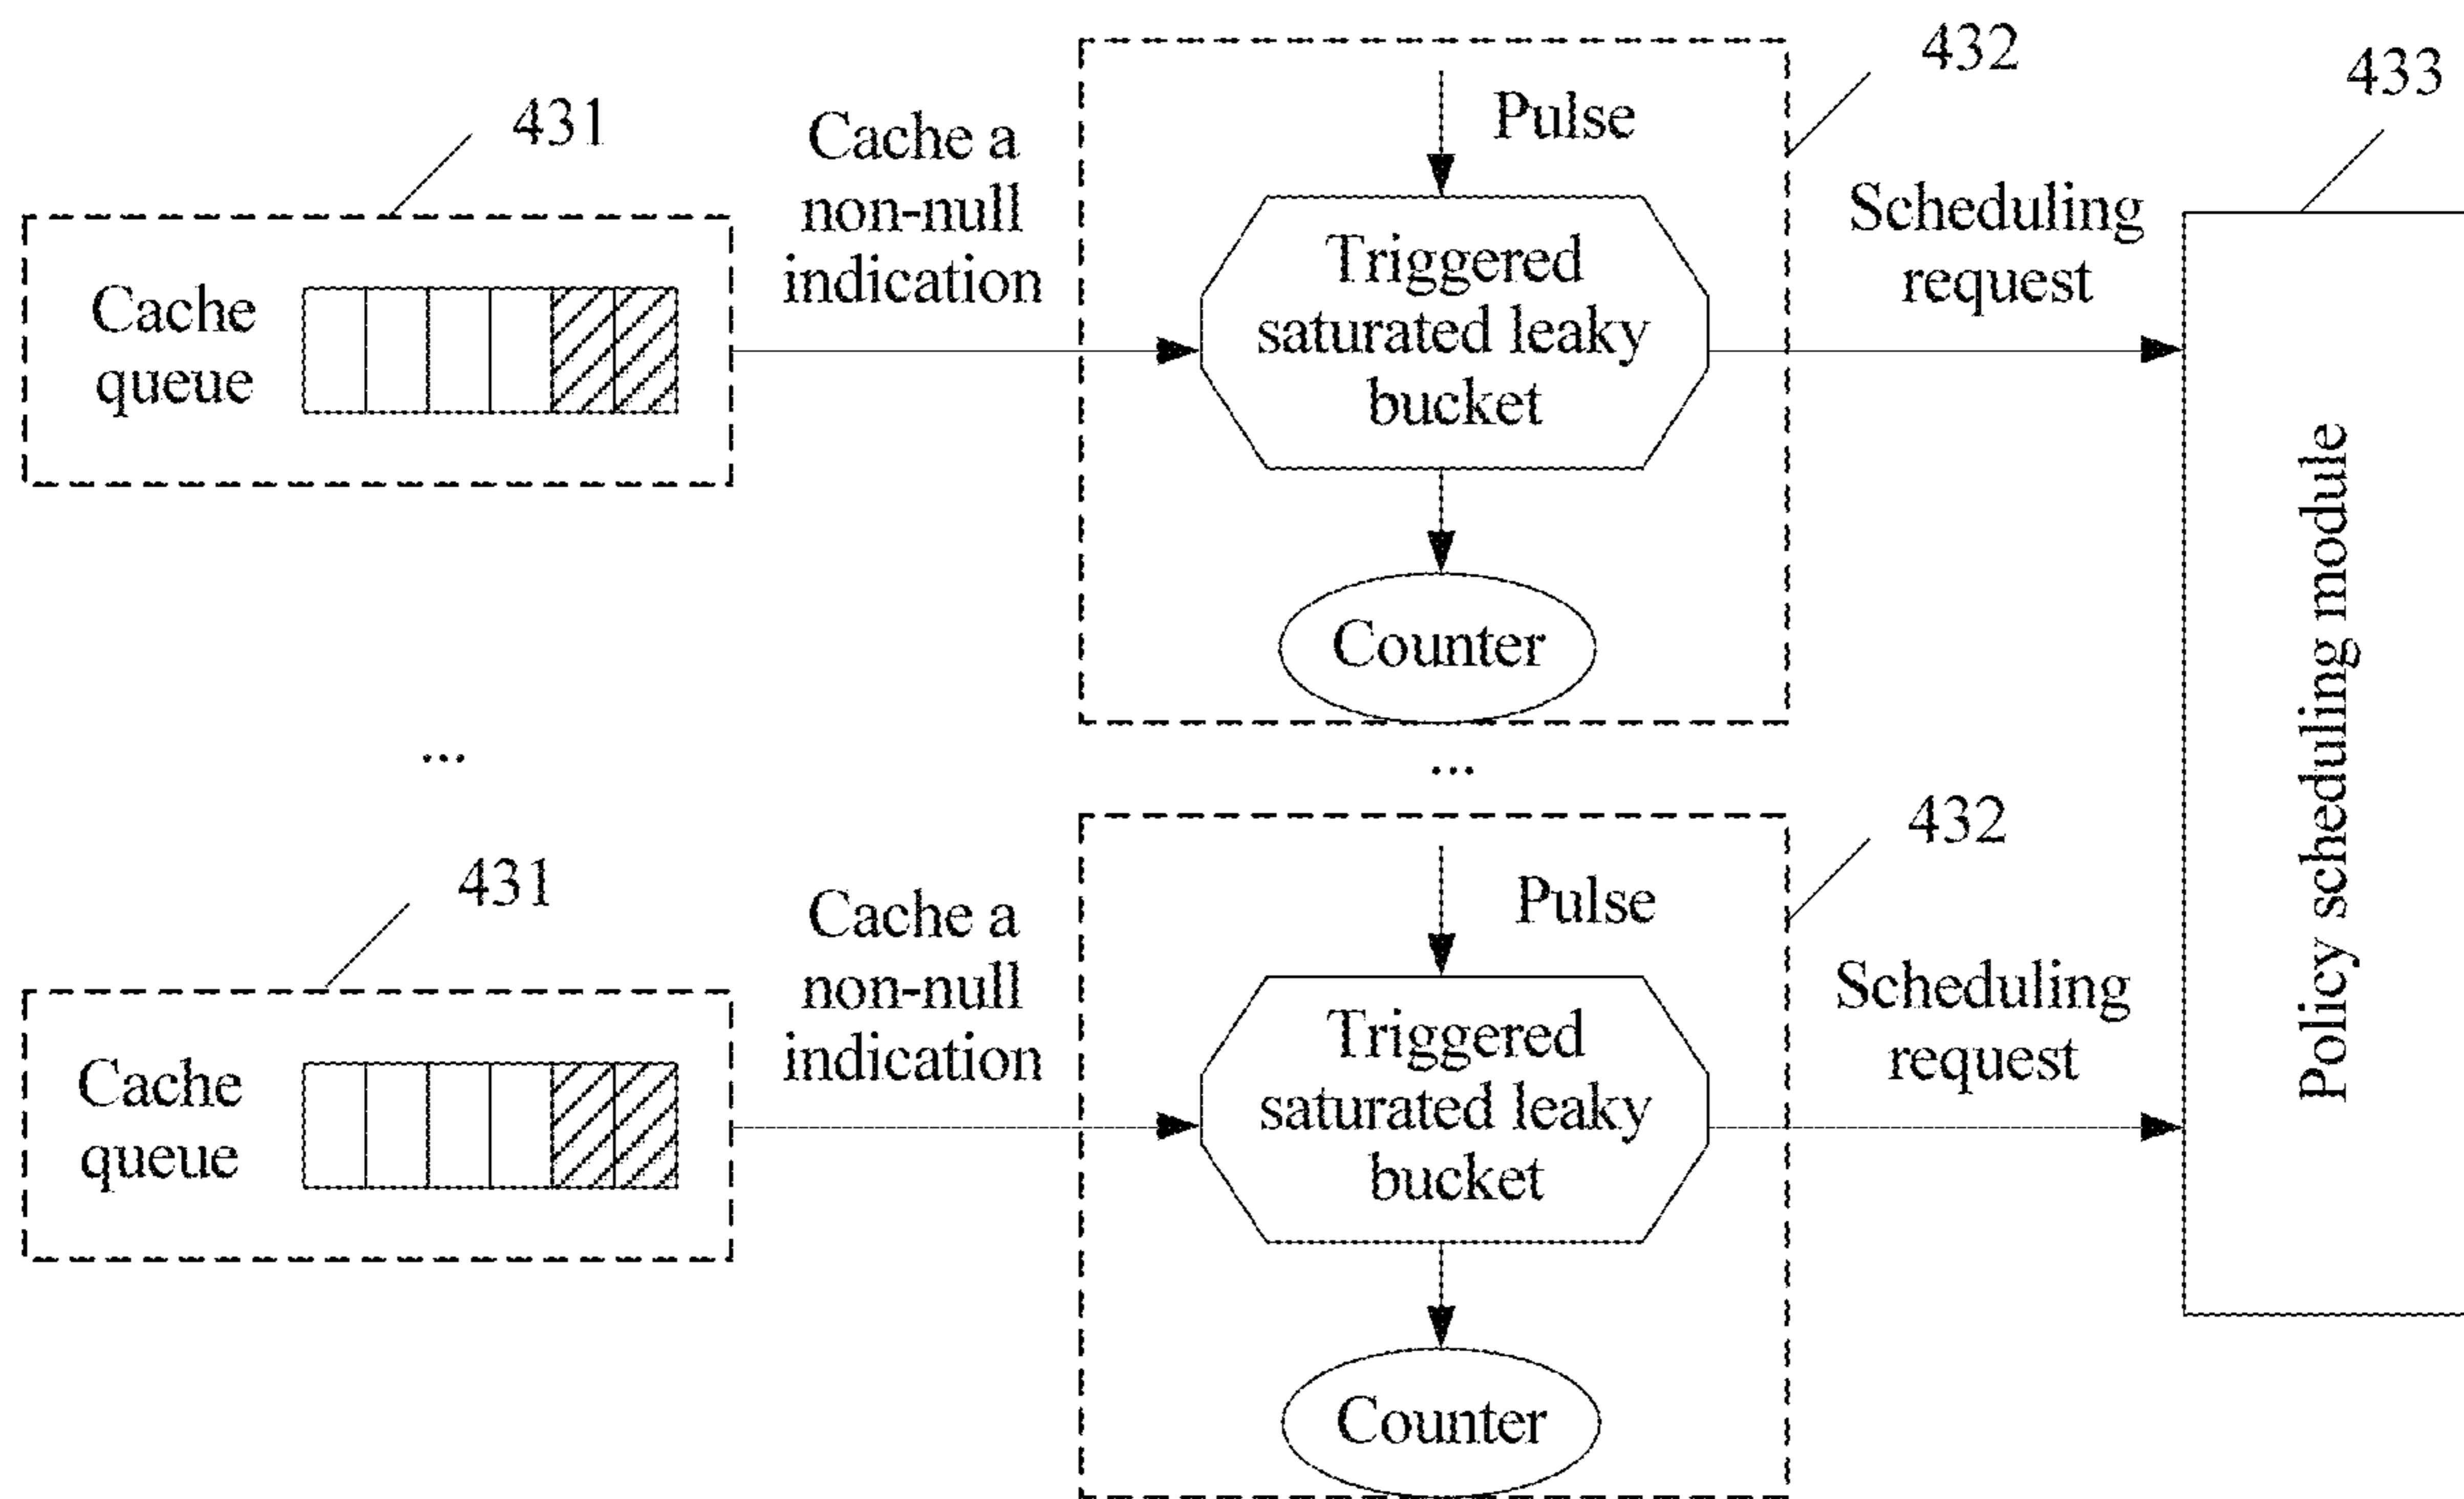 431
Cache
queue
Cache a
non-null
indication
432
Pulse
Triggered
saturated leaky
bucket
Counter
Scheduling
request
433
Policy scheduling module
...
...
431
Cache
queue
Cache a
non-null
indication
432
Pulse
Triggered
saturated leaky
bucket
Counter
Scheduling
request